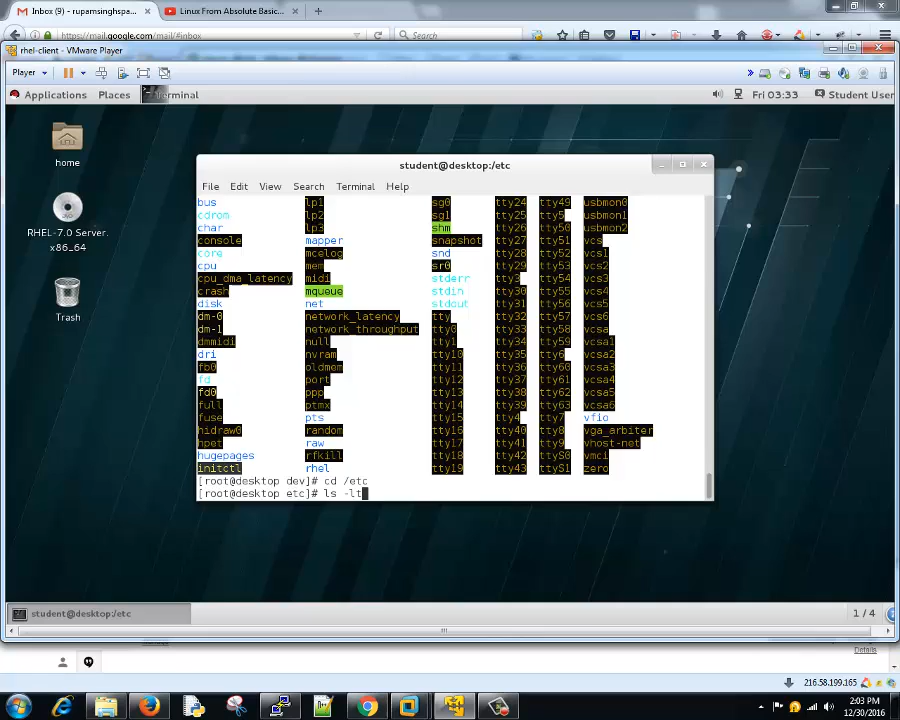 Inbox (9) - rupamsinghspa...
Linux From Absolute Basic...
https://mail.google.com/mail/#inbox
Search
rhel-client - VMware Player
Player
Applications Places Terminal
Fri 03:33 Student User
home
RHEL-7.0 Server.
x86_64
Trash
student@desktop:/etc
File Edit View Search Terminal Help
bus lp1 sg0 tty24 tty49 usbmon0
cdrom lp2 sg1 tty25 tty5 usbmon1
char lp3 shm tty26 tty50 usbmon2
console mapper snapshot tty27 tty51 vcs
core mcelog snd tty28 tty52 vcs1
cpu mem sr0 tty29 tty53 vcs2
cpu_dma_latency midi stderr tty3 tty54 vcs3
crash mqueue stdin tty30 tty55 vcs4
disk net stdout tty31 tty56 vcs5
dm-0 network_latency tty tty32 tty57 vcs6
dm-1 network_throughput tty0 tty33 tty58 vcsa
dmmidi null tty1 tty34 tty59 vcsa1
dri nvram tty10 tty35 tty6 vcsa2
fb0 oldmem tty11 tty36 tty60 vcsa3
fd port tty12 tty37 tty61 vcsa4
fd0 ppp tty13 tty38 tty62 vcsa5
full ptmx tty14 tty39 tty63 vcsa6
fuse pts tty15 tty4 tty7 vfio
hidraw0 random tty16 tty40 tty8 vga_arbiter
hpet raw tty17 tty41 tty9 vhost-net
hugepages rfkill tty18 tty42 ttyS0 vmci
initctl rhel tty19 tty43 ttyS1 zero
[root@desktop dev]# cd /etc
[root@desktop etc]# ls -lt
student@desktop:/etc
1 / 4
Details
216.58.199.165
2:03 PM
12/30/2016